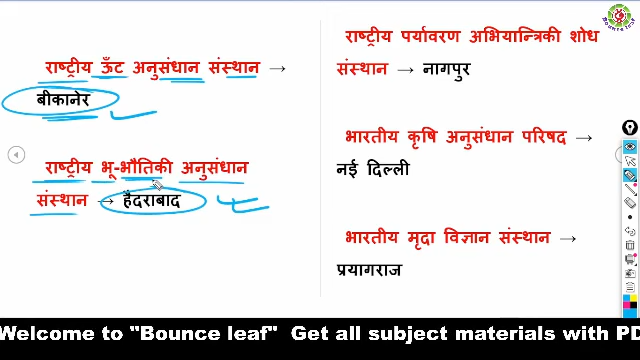 राष्ट्रीय ऊँट अनुसंधान संस्थान →
बीकानेर
राष्ट्रीय भू-भौतिकी अनुसंधान
संस्थान → हैदराबाद
राष्ट्रीय पर्यावरण अभियान्त्रिकी शोध
संस्थान → नागपुर
भारतीय कृषि अनुसंधान परिषद →
नई दिल्ली
भारतीय मृदा विज्ञान संस्थान →
प्रयागराज
Welcome to "Bounce leaf" Get all subject materials with PD